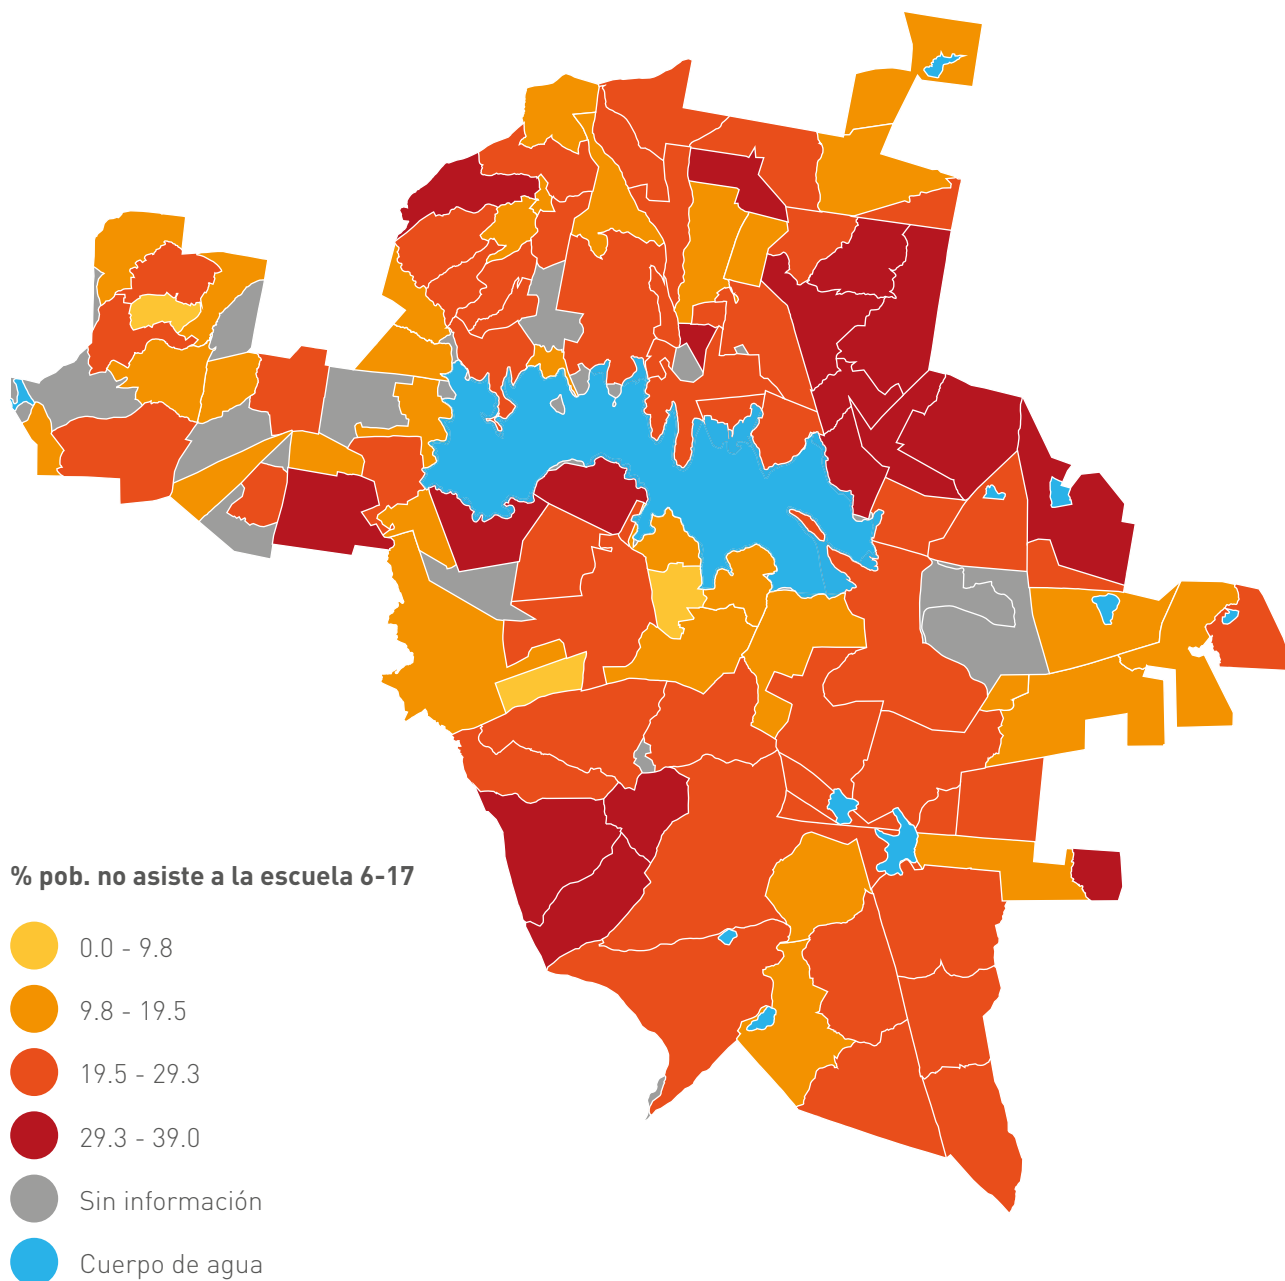 % pob. no asiste a la escuela 6-17
0.0 - 9.8
9.8 - 19.5
19.5 - 29.3
29.3 - 39.0
Sin información
Cuerpo de agua